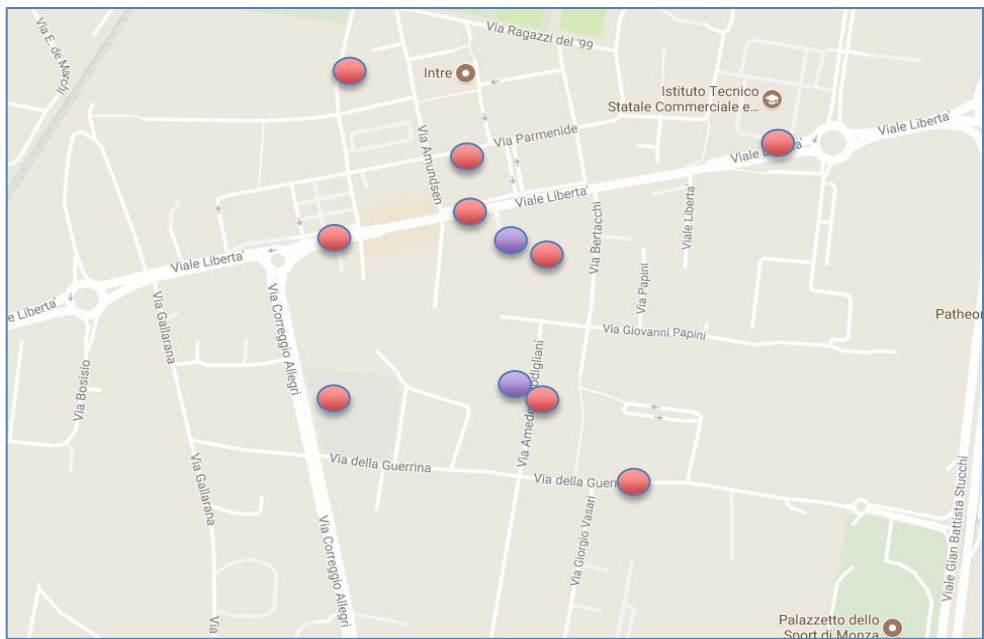 Via E. de Marchi
Via Ragazzi del '99
Intre
Istituto Tecnico
Statale Commerciale e...
Viale Liberta'
Viale
Via Parmenide
Via Amundsen
Viale Liberta'
Viale Liberta'
Via Bertacchi
Viale Liberta'
e Liberta'
Via Papini
Patheor
Via Gallarana
Via Correggio Allegri
Via Giovanni Papini
Via Bosisio
Via
Via della Guerrina
Via della
Via Gallarana
Via Giorgio Vasari
Via Correggio Allegri
Viale Gian Battista Stucchi
Via
Palazzetto dello
Sport di Monza